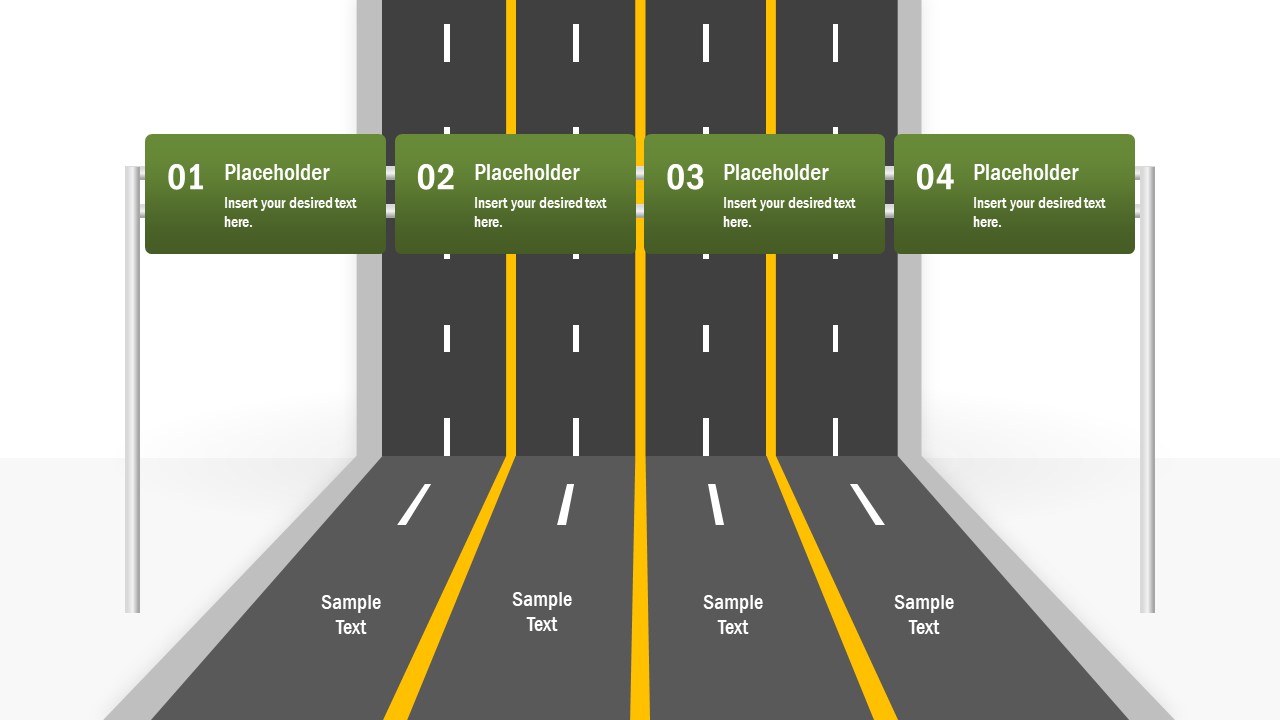 01
Placeholder
Insert your desired text
here.
02
Placeholder
Insert your desired text
here.
03
Placeholder
Insert your desired text
here.
04
Placeholder
Insert your desired text
here.
Sample
Text
Sample
Text
Sample
Text
Sample
Text